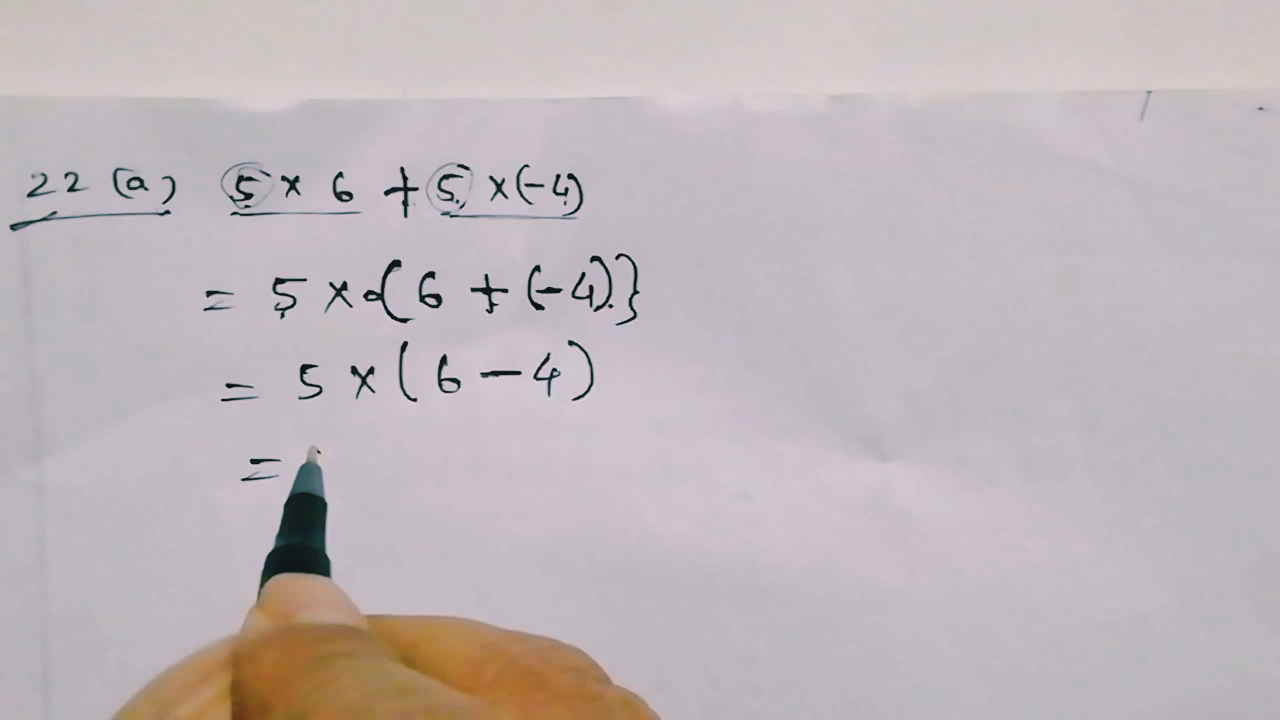 22 (a) 5 × 6 + 5 × (-4)
= 5 × { 6 + (-4) }
= 5 × ( 6 - 4 )
=